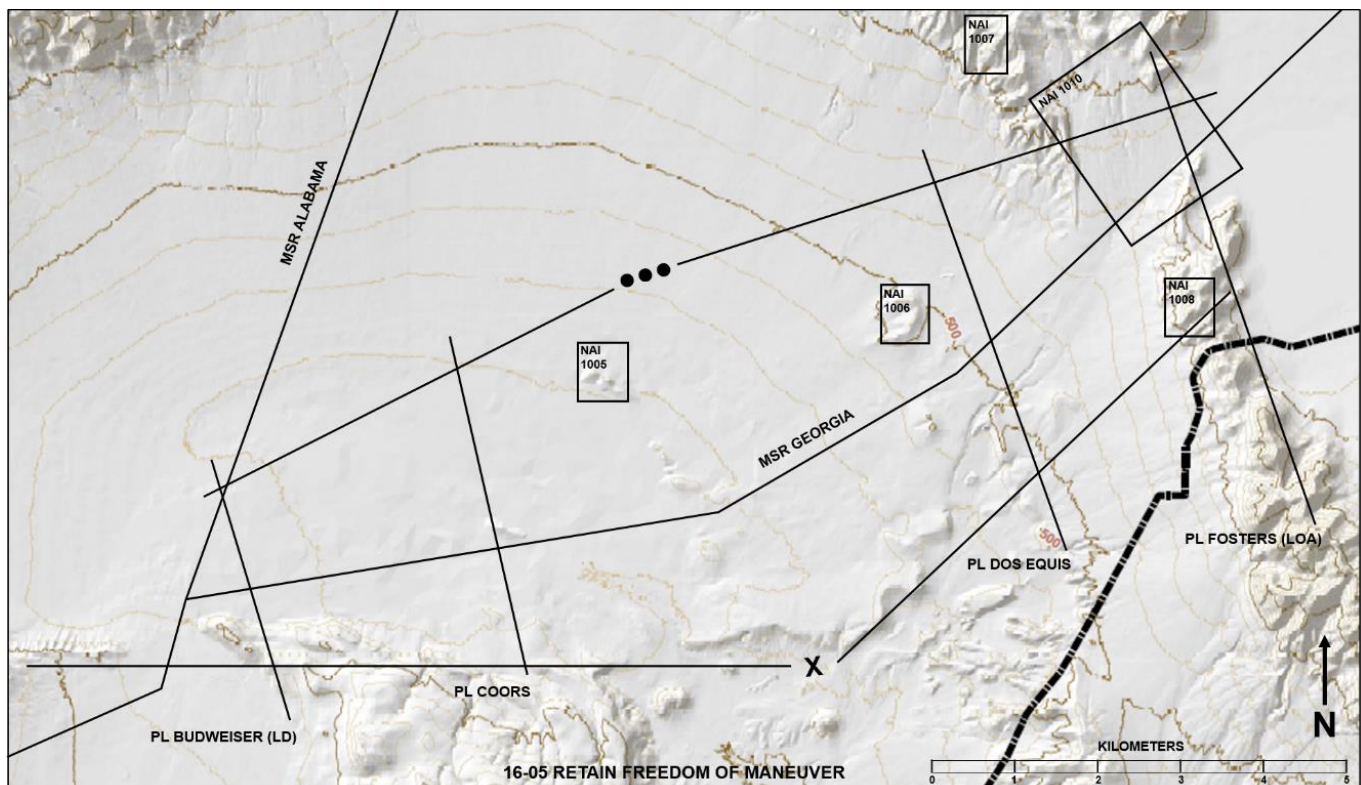 NAI
1007
NAI 1010
MSR ALABAMA
NAI
1006
NAI
1008
500
NAI
1005
MSR GEORGIA
500
PL FOSTERS (LOA)
PL DOS EQUIS
X
PL COORS
N
PL BUDWEISER (LD)
KILOMETERS
16-05 RETAIN FREEDOM OF MANEUVER
0 1 2 3 4 5